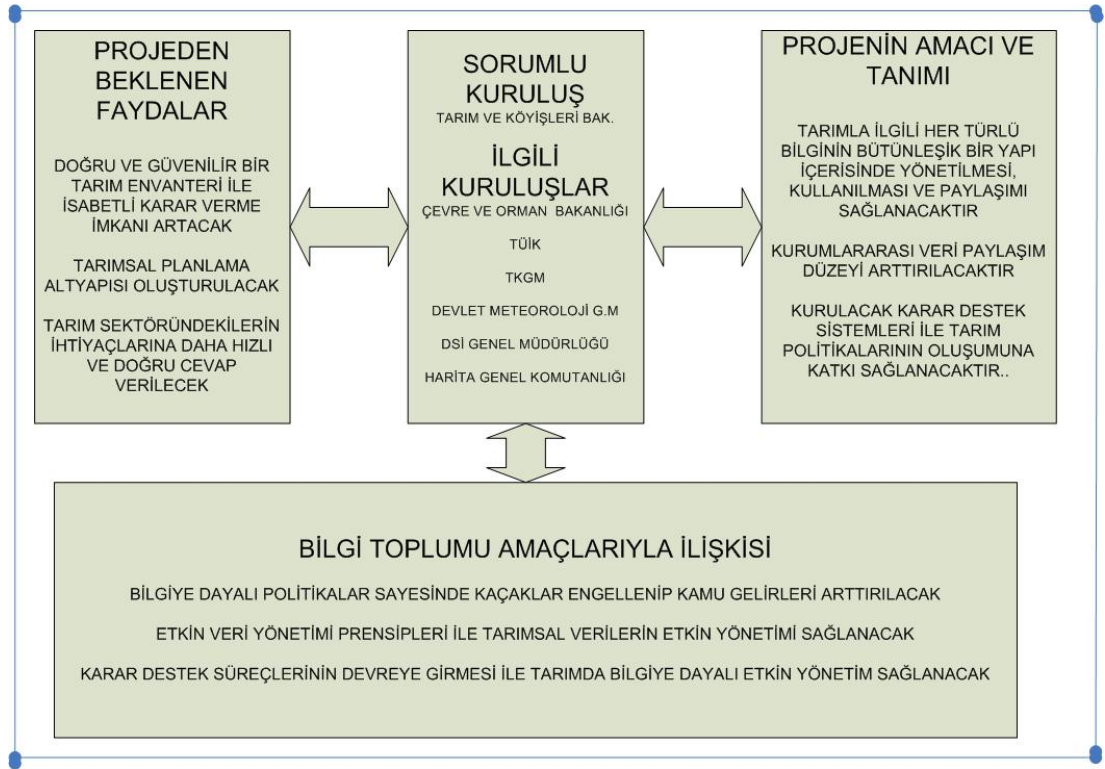 PROJEDEN
BEKLENEN
FAYDALAR
DOĞRU VE GÜVENİLİR BİR
TARIM ENVANTERİ İLE
İSABETLİ KARAR VERME
İMKANI ARTACAK
TARIMSAL PLANLAMA
ALTYAPISI OLUŞTURULACAK
TARIM SEKTÖRÜNDEKİLERİN
İHTİYAÇLARINA DAHA HIZLI
VE DOĞRU CEVAP
VERİLECEK
SORUMLU
KURULUŞ
TARIM VE KÖYİŞLERİ BAK.
İLGİLİ
KURULUŞLAR
ÇEVRE VE ORMAN BAKANLIĞI
TÜİK
TKGM
DEVLET METEOROLOJİ G.M
DSİ GENEL MÜDÜRLÜĞÜ
HARİTA GENEL KOMUTANLIĞI
PROJENİN AMACI VE
TANIMI
TARIMLA İLGİLİ HER TÜRLÜ
BİLGİNİN BÜTÜNLEŞİK BİR YAPI
İÇERİSİNDE YÖNETİLMESİ,
KULLANILMASI VE PAYLAŞIMI
SAĞLANACAKTIR
KURUMLARARASI VERİ PAYLAŞIM
DÜZEYİ ARTTIRILACAKTIR
KURULACAK KARAR DESTEK
SİSTEMLERİ İLE TARIM
POLİTİKALARININ OLUŞUMUNA
KATKI SAĞLANACAKTIR..
BİLGİ TOPLUMU AMAÇLARIYLA İLİŞKİSİ
BİLGİYE DAYALI POLİTİKALAR SAYESİNDE KAÇAKLAR ENGELLENİP KAMU GELİRLERİ ARTTIRILACAK
ETKİN VERİ YÖNETİMİ PRENSİPLERİ İLE TARIMSAL VERİLERİN ETKİN YÖNETİMİ SAĞLANACAK
KARAR DESTEK SÜREÇLERİNİN DEVREYE GİRMESİ İLE TARIMDA BİLGİYE DAYALI ETKİN YÖNETİM SAĞLANACAK